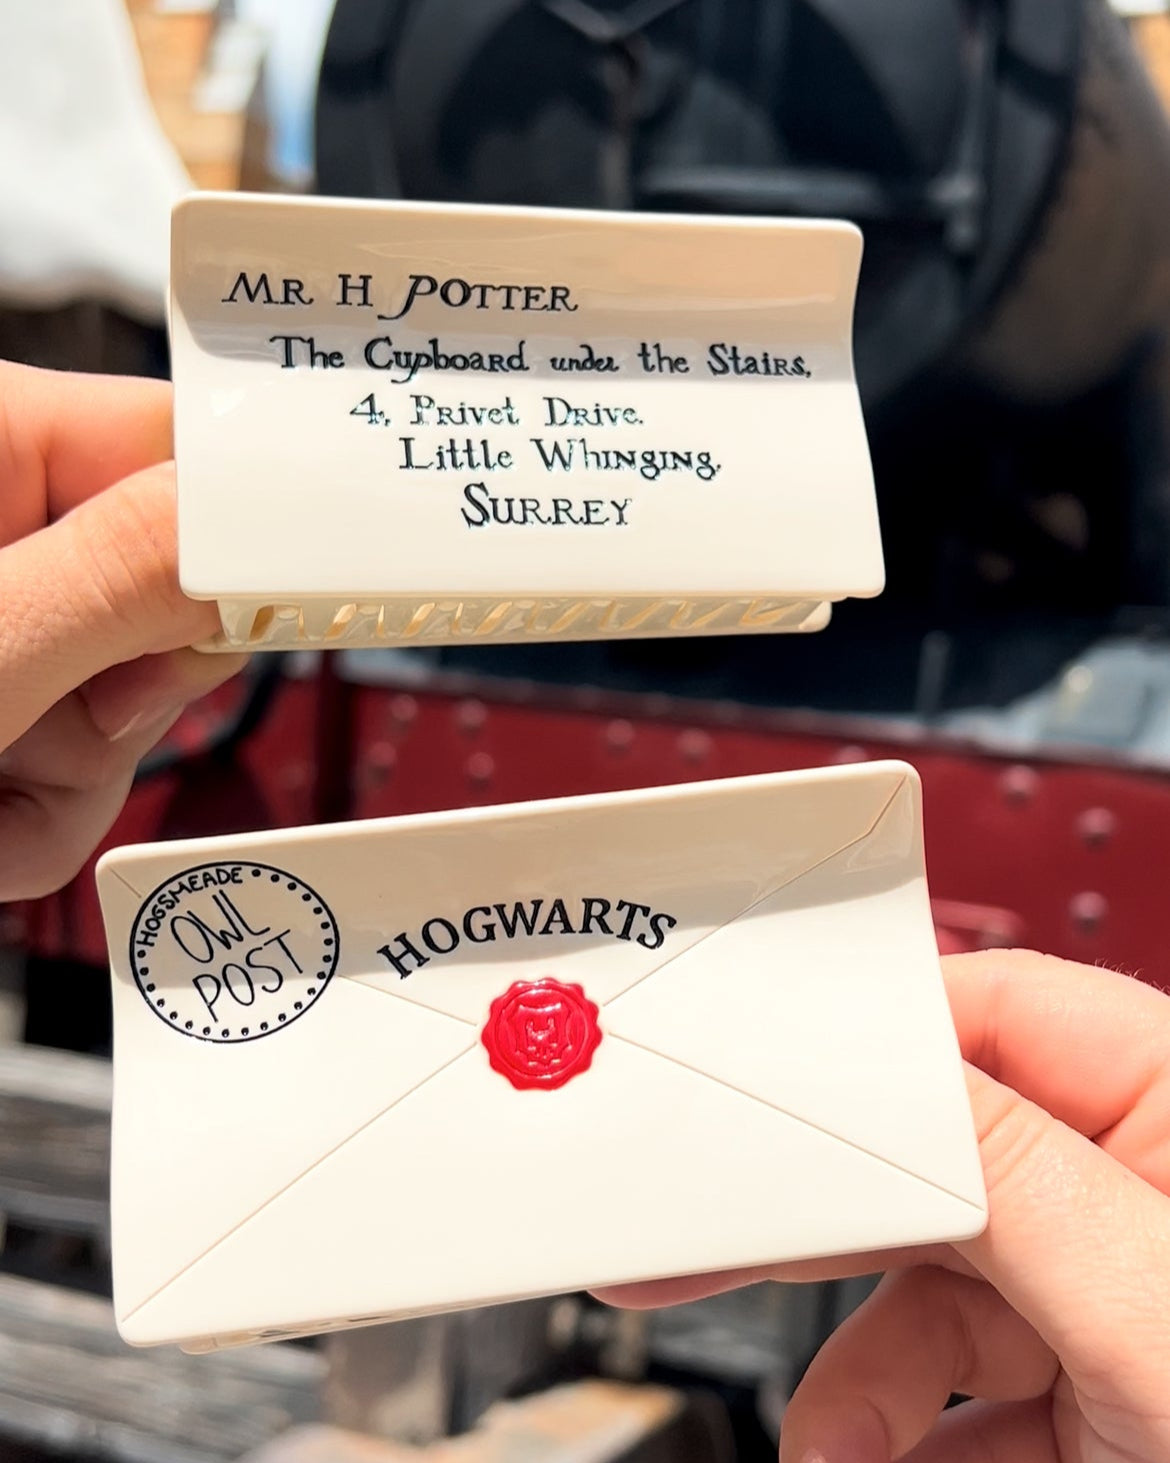 Mr H Potter
The Cupboard under the Stairs,
4, Privet Drive.
Little Whinging,
Surrey
HOGSMEADE
OWL
POST
HOGWARTS